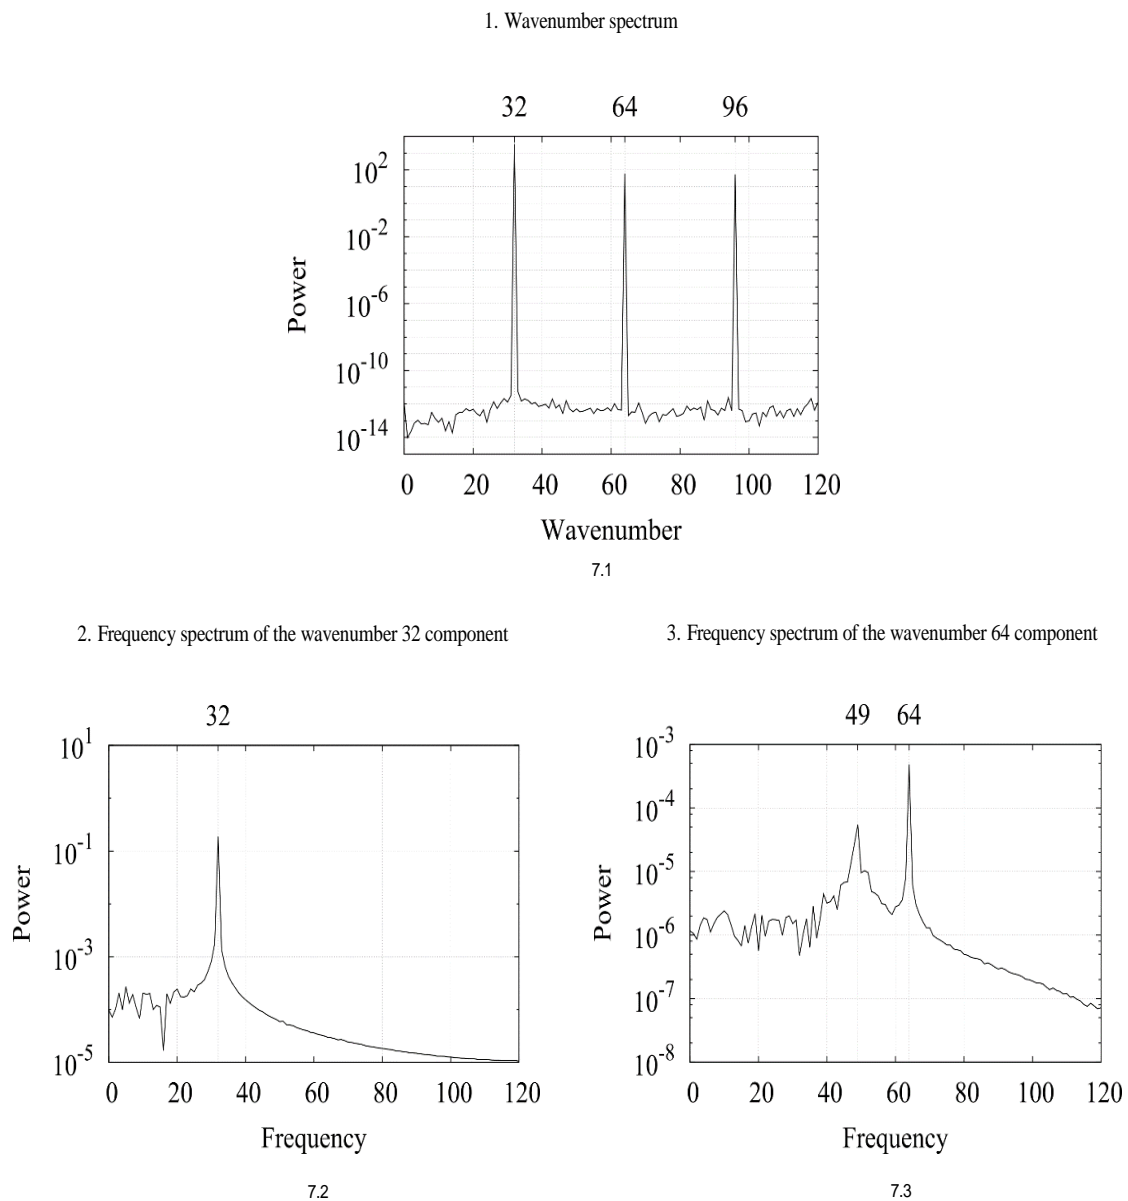 1. Wavenumber spectrum
32 64 96
10^2
10^-2
10^-6
10^-10
10^-14
Power
0 20 40 60 80 100 120
Wavenumber
7.1
2. Frequency spectrum of the wavenumber 32 component
32
10^1
10^-1
10^-3
10^-5
Power
0 20 40 60 80 100 120
Frequency
7.2
3. Frequency spectrum of the wavenumber 64 component
49 64
10^-3
10^-4
10^-5
10^-6
10^-7
10^-8
Power
0 20 40 60 80 100 120
Frequency
7.3